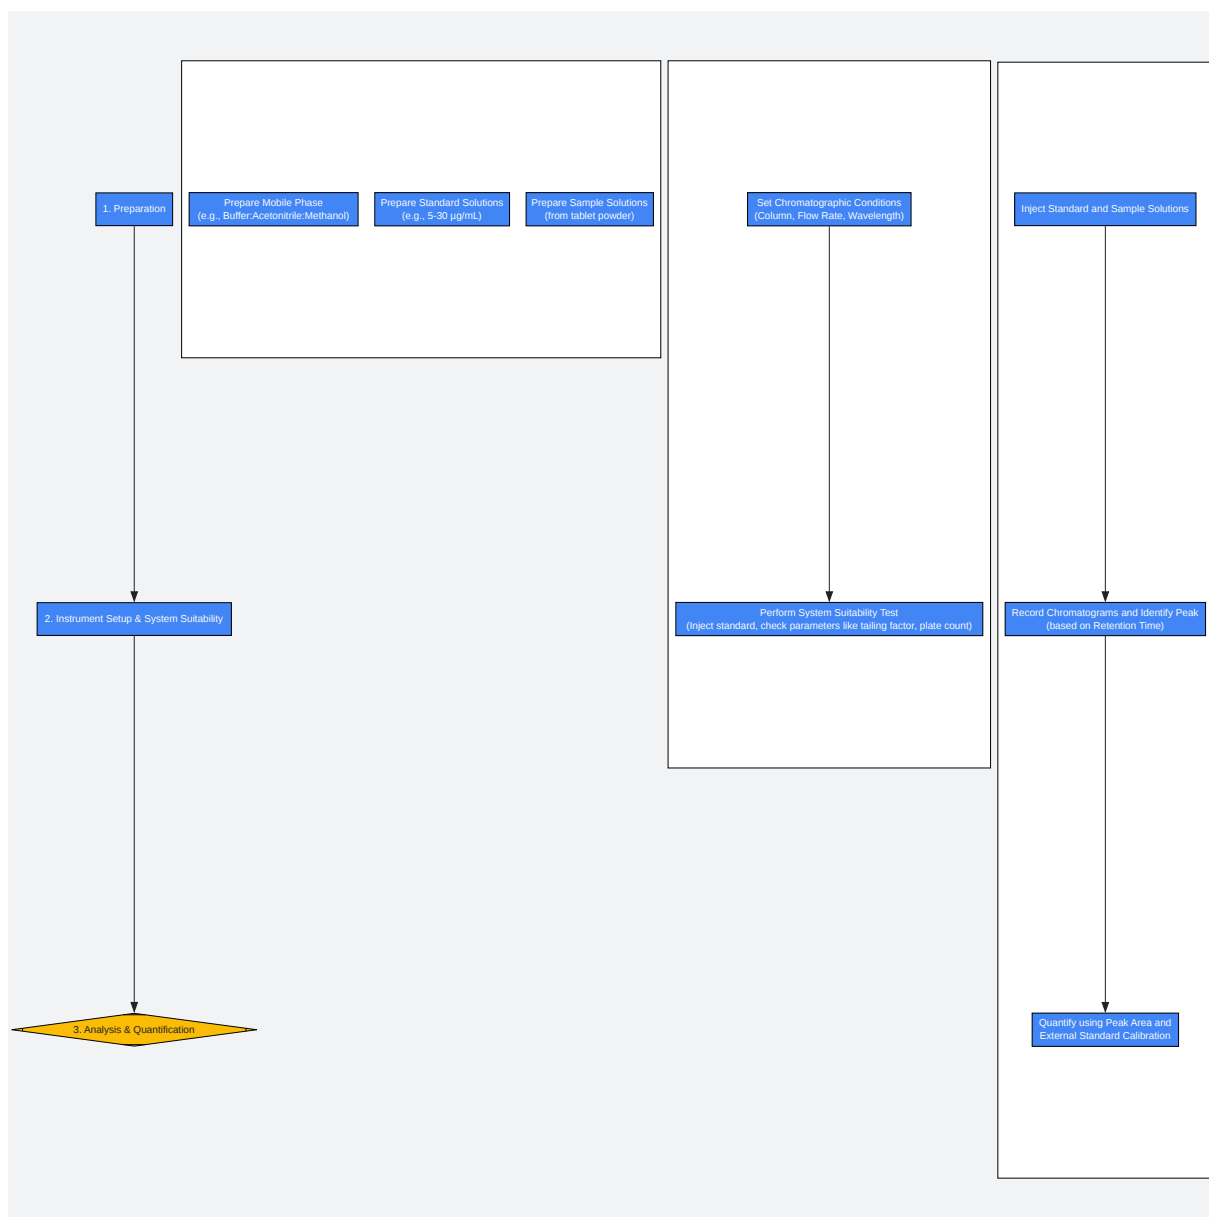 1. Preparation
Prepare Mobile Phase
(e.g., Buffer:Acetonitrile:Methanol)
Prepare Standard Solutions
(e.g., 5-30 µg/mL)
Prepare Sample Solutions
(from tablet powder)
Set Chromatographic Conditions
(Column, Flow Rate, Wavelength)
Inject Standard and Sample Solutions
2. Instrument Setup & System Suitability
Perform System Suitability Test
(Inject standard, check parameters like tailing factor, plate count)
Record Chromatograms and Identify Peak
(based on Retention Time)
3. Analysis & Quantification
Quantify using Peak Area and
External Standard Calibration